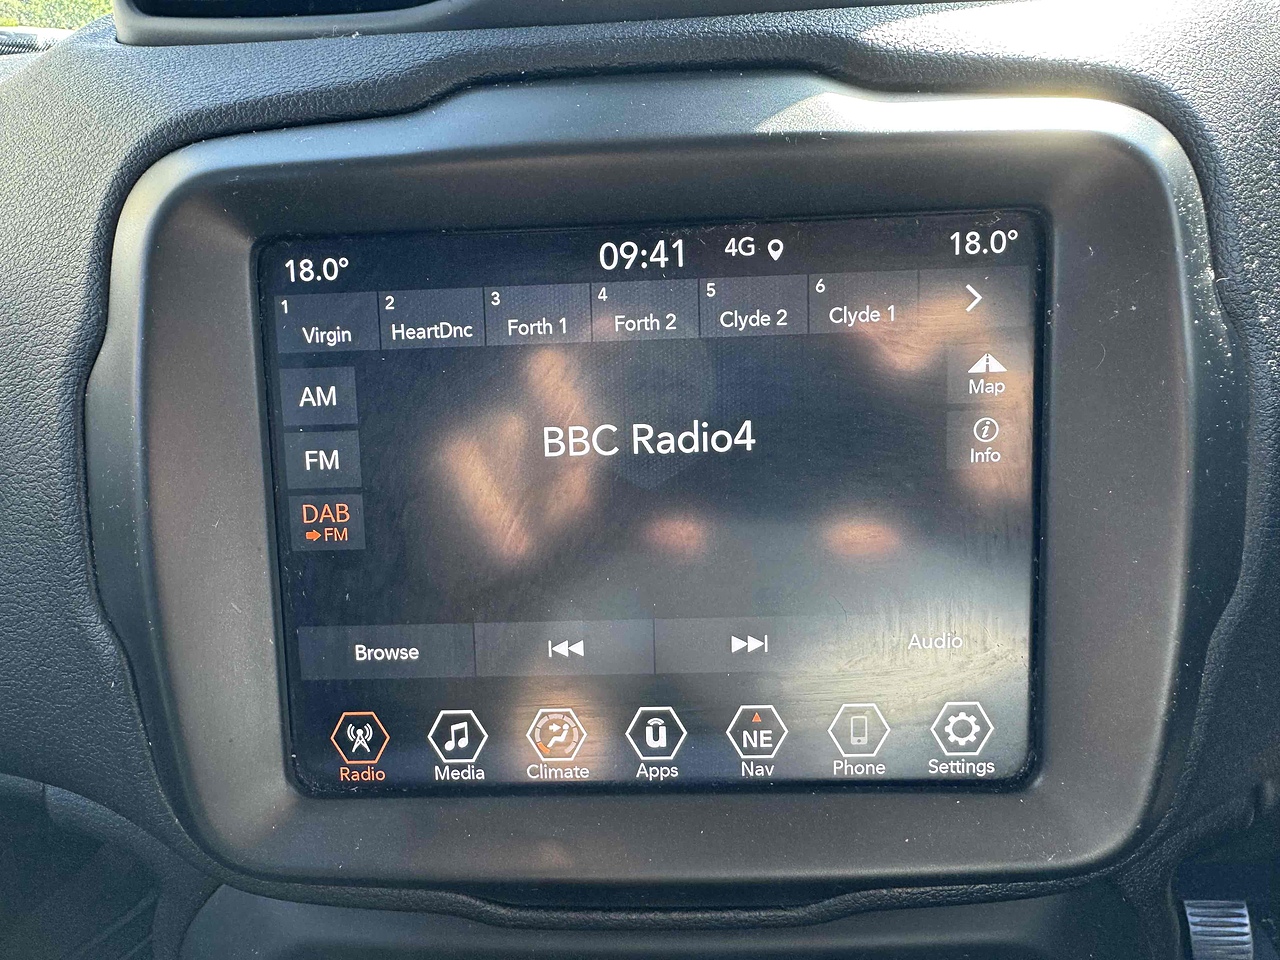 18.0° 09:41 4G 18.0°
1 Virgin 2 HeartDnc 3 Forth 1 4 Forth 2 5 Clyde 2 6 Clyde 1
AM
Map
BBC Radio4
FM
Info
DAB
FM
Browse Audio
u NE
Radio Media Climate Apps Nav Phone Settings